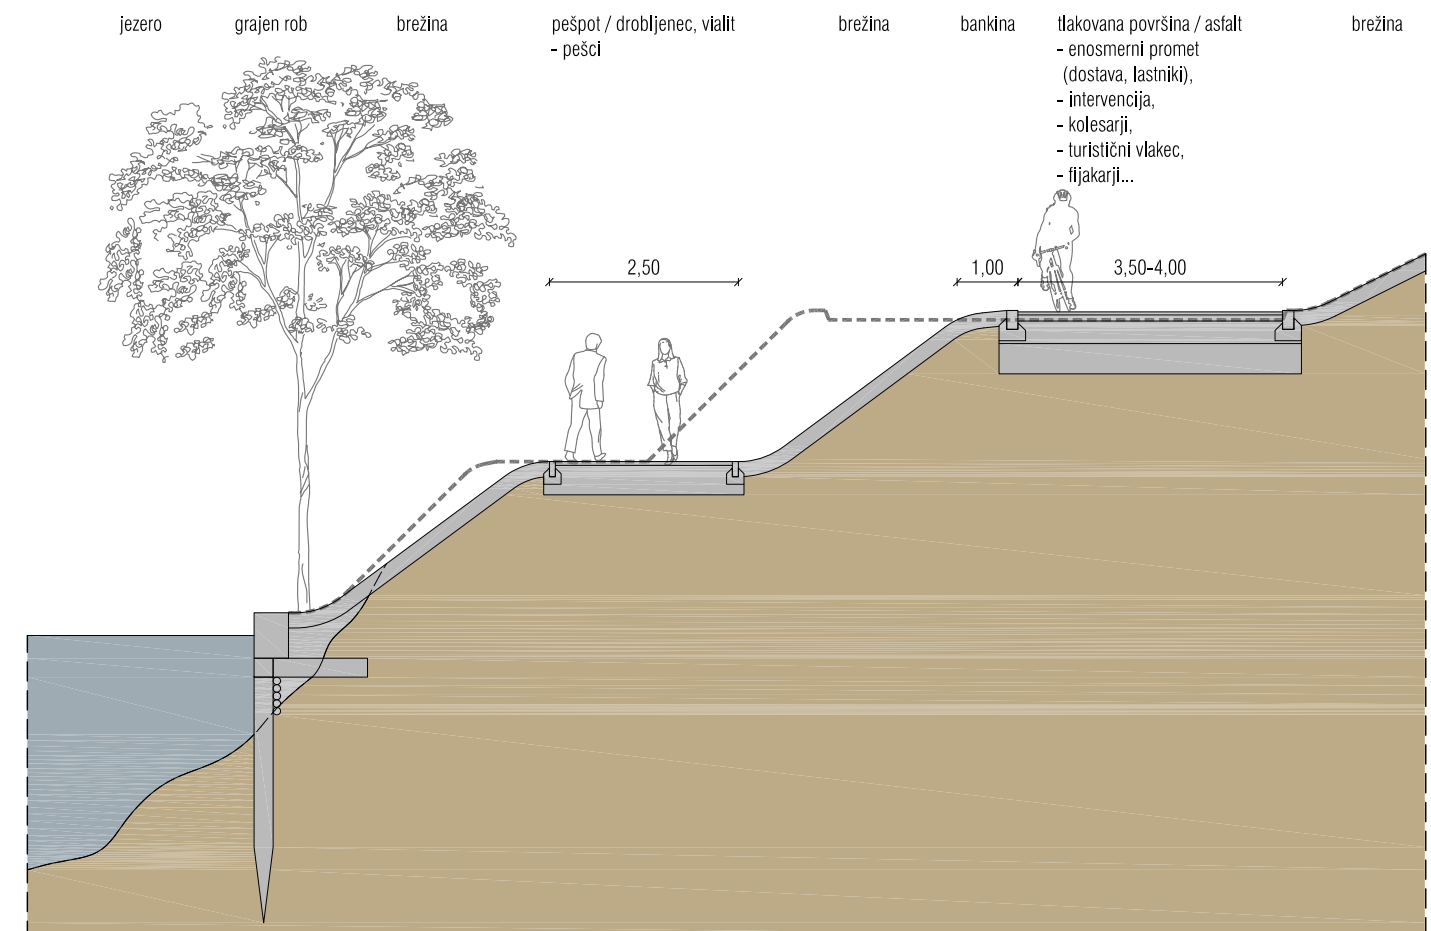 jezero
grajen rob
brežina
pešpot / drobljenec, vialit
- pešci
brežina
bankina
tlakovana površina / asfalt
- enosmerni promet
(dostava, lastniki),
- intervencija,
- kolesarji,
- turistični vlakec,
- fijakarji...
brežina
2,50
1,00
3,50-4,00